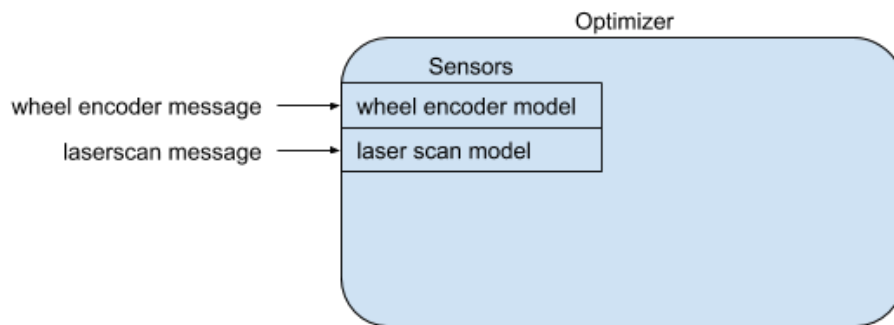 Optimizer
Sensors
wheel encoder message
wheel encoder model
laserscan message
laser scan model